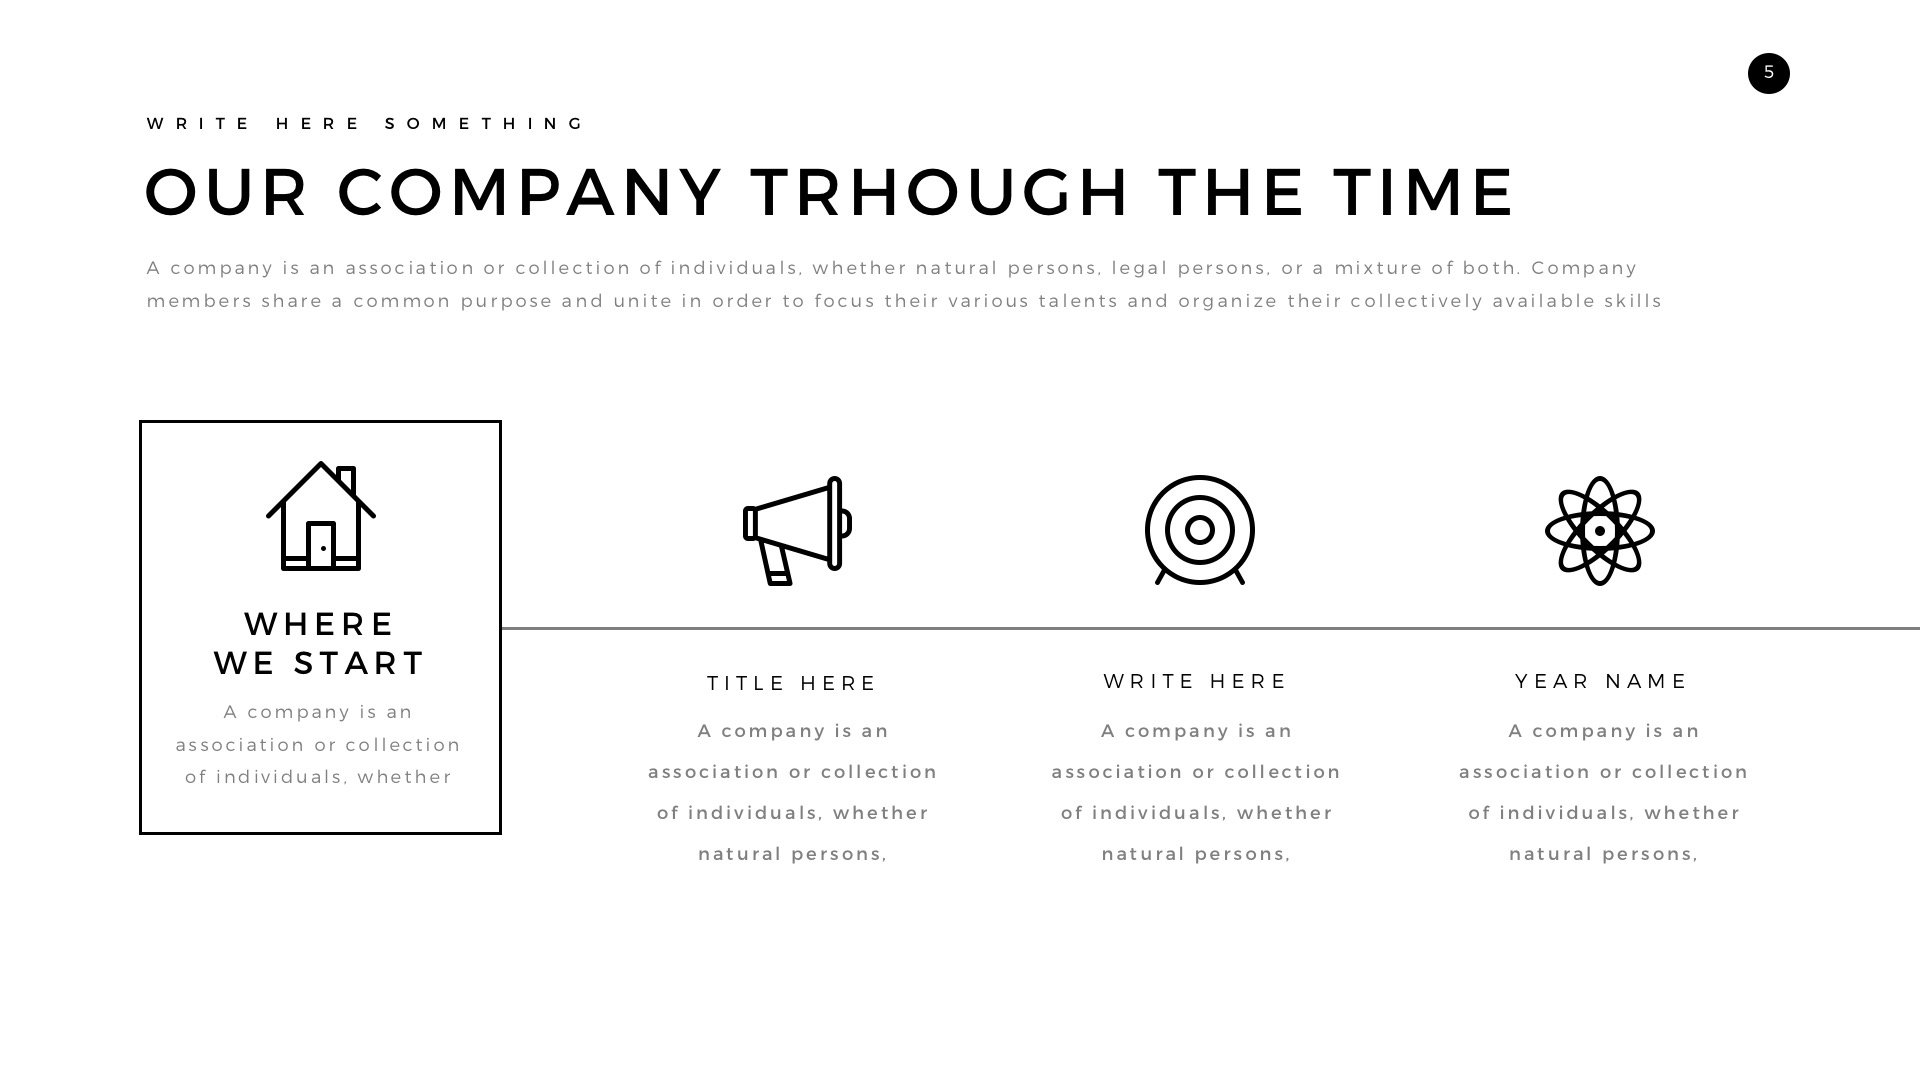 5
WRITE HERE SOMETHING
OUR COMPANY TRHOUGH THE TIME
A company is an association or collection of individuals, whether natural persons, legal persons, or a mixture of both. Company
members share a common purpose and unite in order to focus their various talents and organize their collectively available skills
WHERE
WE START
A company is an
association or collection
of individuals, whether
TITLE HERE
A company is an
association or collection
of individuals, whether
natural persons,
WRITE HERE
A company is an
association or collection
of individuals, whether
natural persons,
YEAR NAME
A company is an
association or collection
of individuals, whether
natural persons,